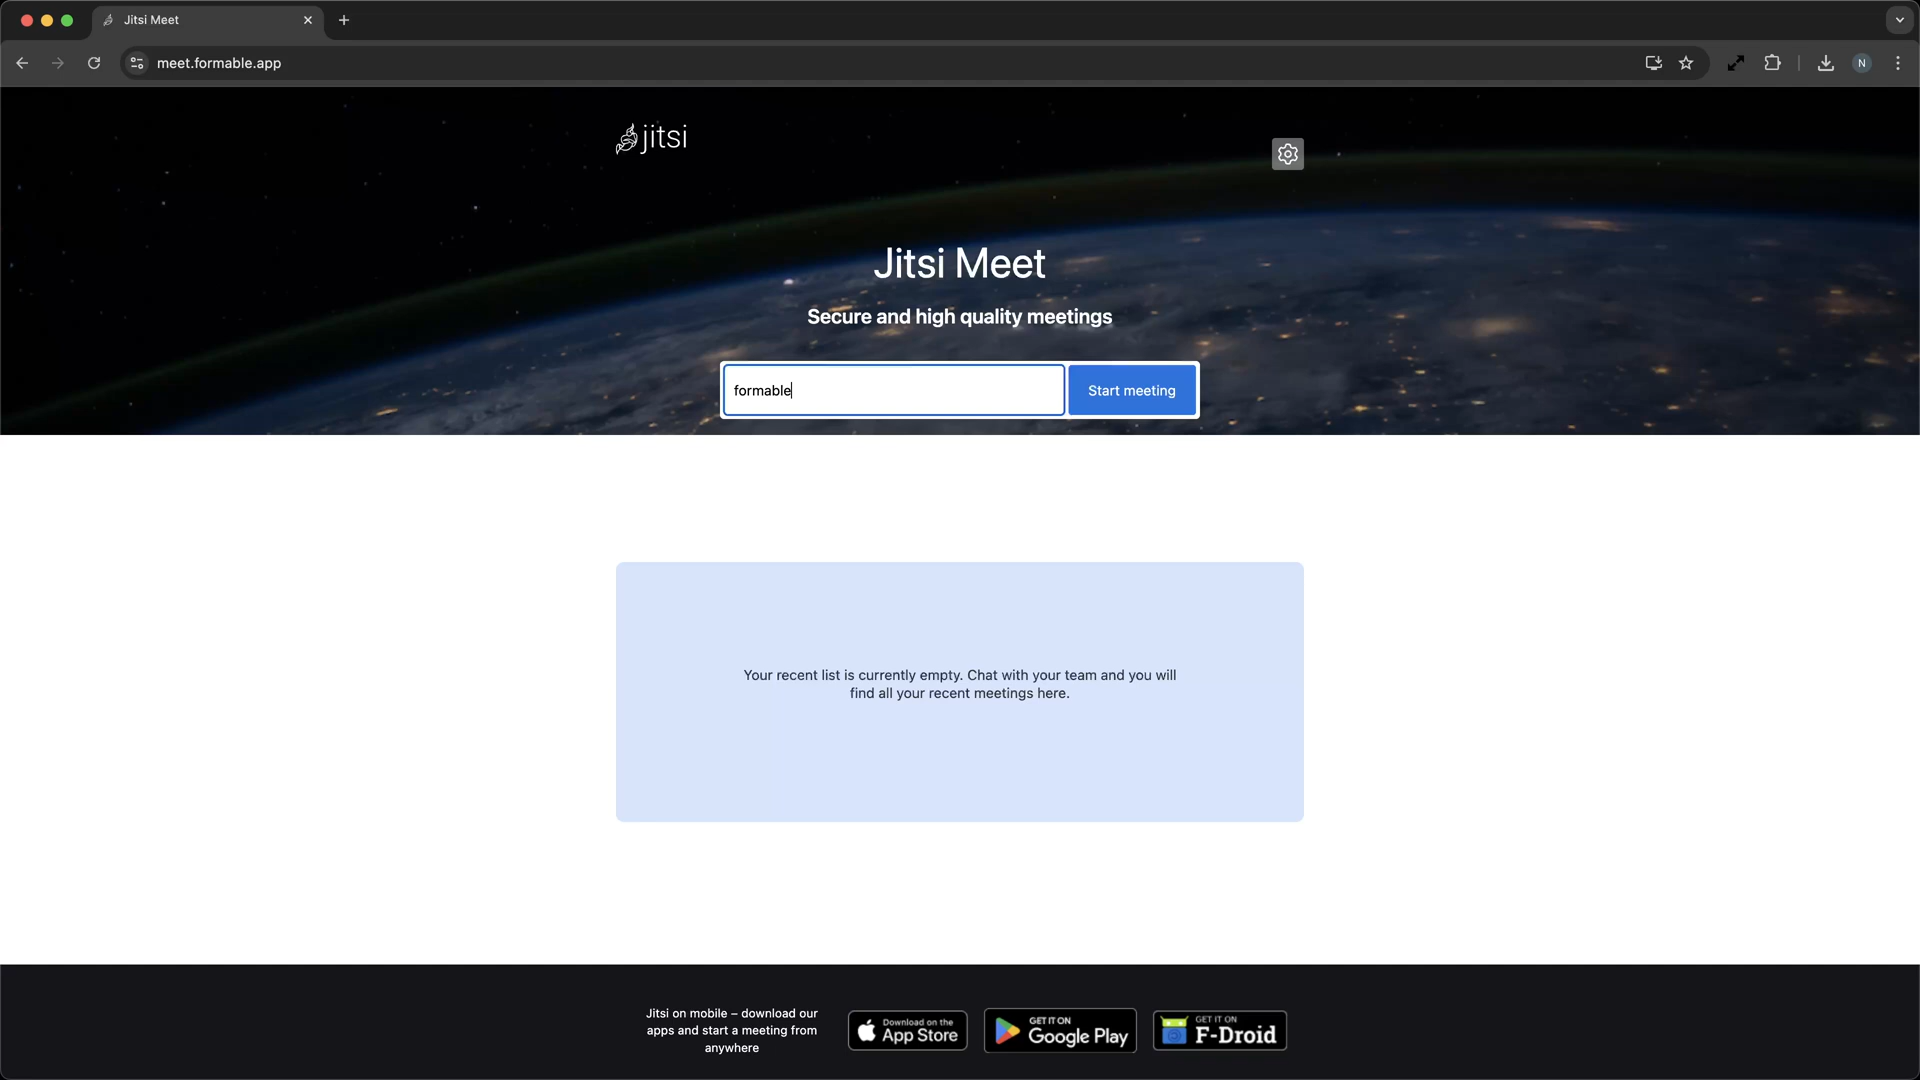 Jitsi Meet
meet.formable.app
N
jitsi
Jitsi Meet
Secure and high quality meetings
formable
Start meeting
Your recent list is currently empty. Chat with your team and you will
find all your recent meetings here.
Jitsi on mobile – download our
apps and start a meeting from
anywhere
Download on the
App Store
GET IT ON
Google Play
GET IT ON
F-Droid